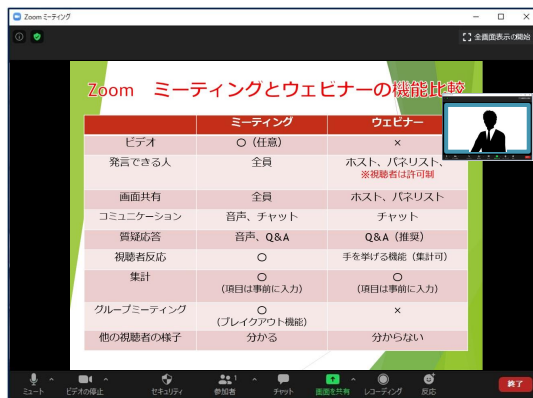 Zoom ミーティング
全画面表示の開始
Zoom ミーティングとウェビナーの機能比較
ミーティング ウェビナー
ビデオ 〇（任意） ×
発言できる人 全員 ホスト、パネリスト、
※視聴者は許可制
画面共有 全員 ホスト、パネリスト
コミュニケーション 音声、チャット チャット
質疑応答 音声、Q&A Q&A（推奨）
視聴者反応 〇 手を挙げる機能（集計可）
集計 〇 〇
（項目は事前に入力） （項目は事前に入力）
グループミーティング 〇 ×
（ブレイクアウト機能）
他の視聴者の様子 分かる 分からない
ミュート ビデオの停止 セキュリティ 参加者 1 チャット 画面を共有 レコーディング 反応 終了